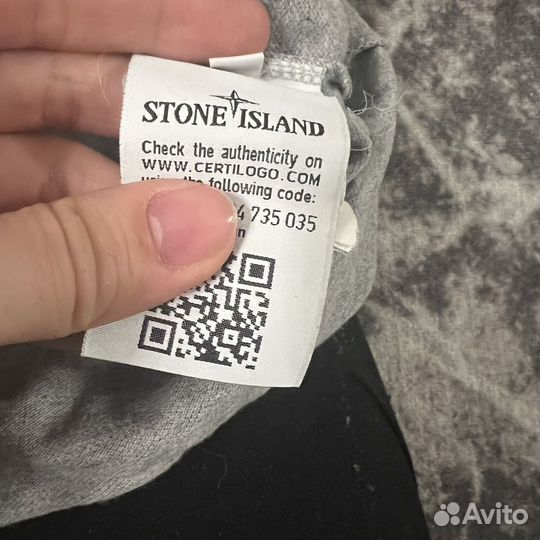 STONE ISLAND
Check the authenticity on
WWW.CERTILOGO.COM
using the following code:
4 735 035
Avito